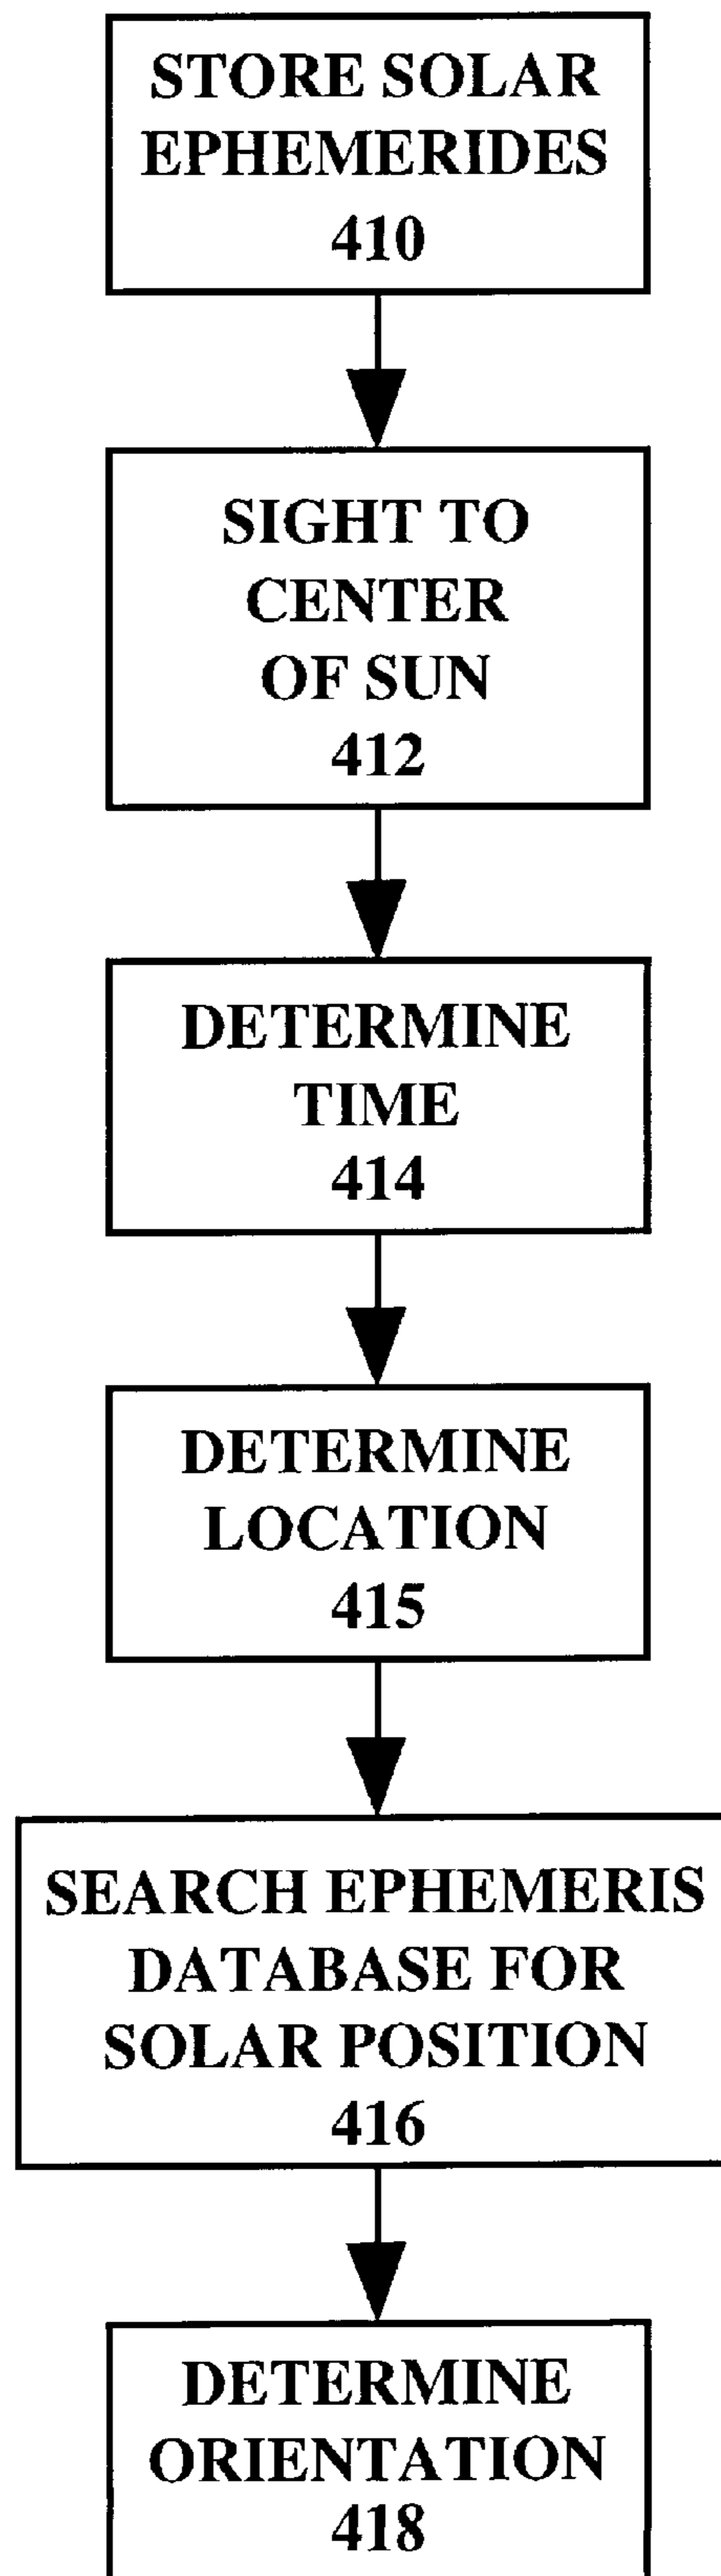 STORE SOLAR
EPHEMERIDES
410
SIGHT TO
CENTER
OF SUN
412
DETERMINE
TIME
414
DETERMINE
LOCATION
415
SEARCH EPHEMERIS
DATABASE FOR
SOLAR POSITION
416
DETERMINE
ORIENTATION
418